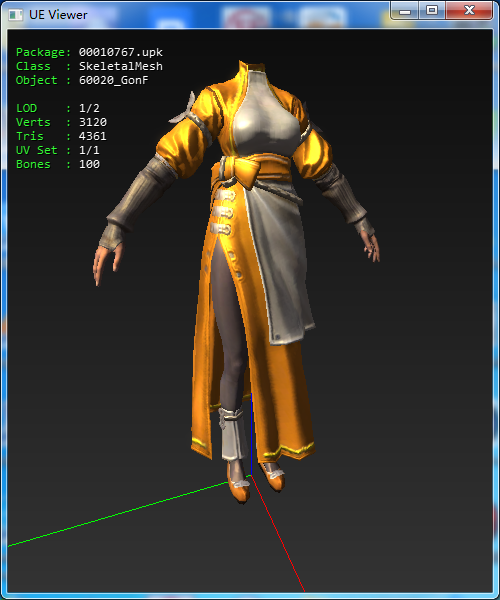 UE Viewer
Package: 00010767.upk
Class : SkeletalMesh
Object : 60020_GonF
LOD : 1/2
Verts : 3120
Tris : 4361
UV Set : 1/1
Bones : 100